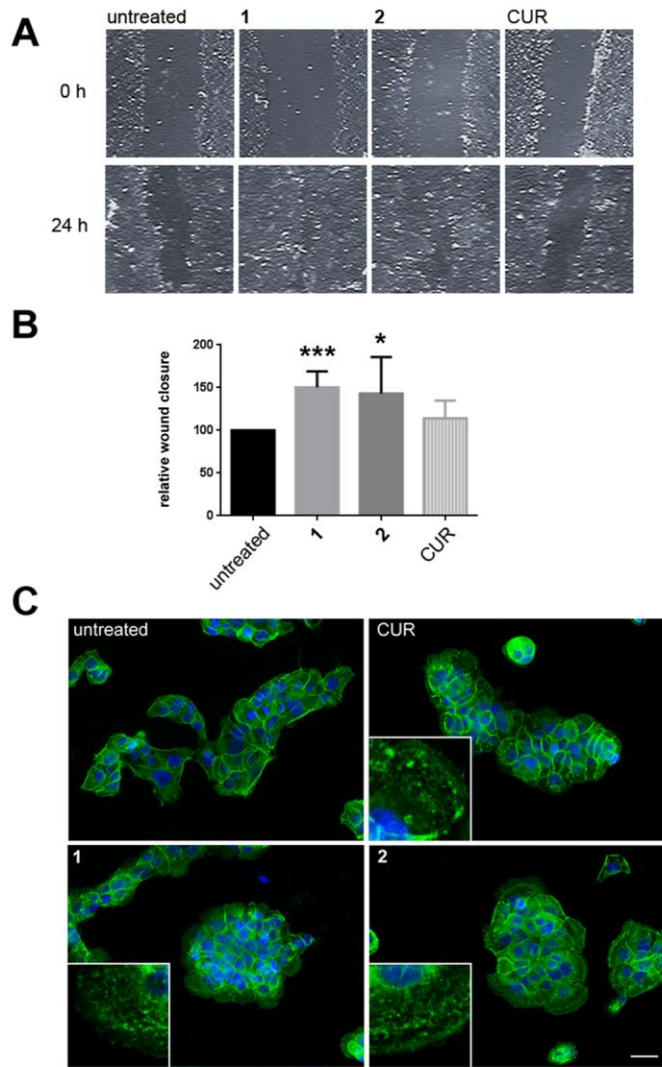 A
untreated 1 2 CUR
0 h
24 h
B
relative wound closure
200
150
100
50
0
*** *
untreated 1 2 CUR
C
untreated CUR
1 2